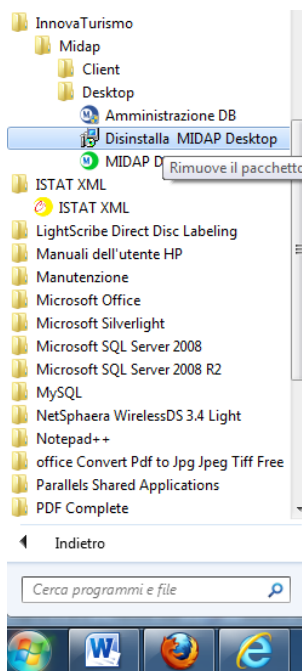 InnovaTurismo
Midap
Client
Desktop
Amministrazione DB
Disinstalla MIDAP Desktop
MIDAP D
Rimuove il pacchetto
ISTAT XML
ISTAT XML
LightScribe Direct Disc Labeling
Manuali dell'utente HP
Manutenzione
Microsoft Office
Microsoft Silverlight
Microsoft SQL Server 2008
Microsoft SQL Server 2008 R2
MySQL
NetSphaera WirelessDS 3.4 Light
Notepad++
office Convert Pdf to Jpg Jpeg Tiff Free
Parallels Shared Applications
PDF Complete
Indietro
Cerca programmi e file